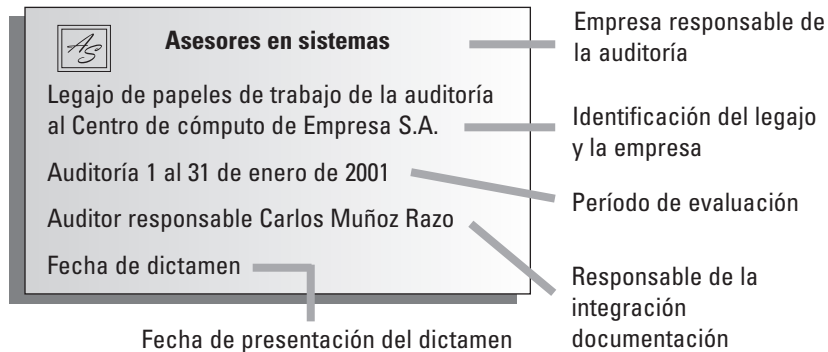 AS
Asesores en sistemas
Legajo de papeles de trabajo de la auditoría
al Centro de cómputo de Empresa S.A.
Auditoría 1 al 31 de enero de 2001
Auditor responsable Carlos Muñoz Razo
Fecha de dictamen
Empresa responsable de
la auditoría
Identificación del legajo
y la empresa
Período de evaluación
Responsable de la
integración
documentación
Fecha de presentación del dictamen